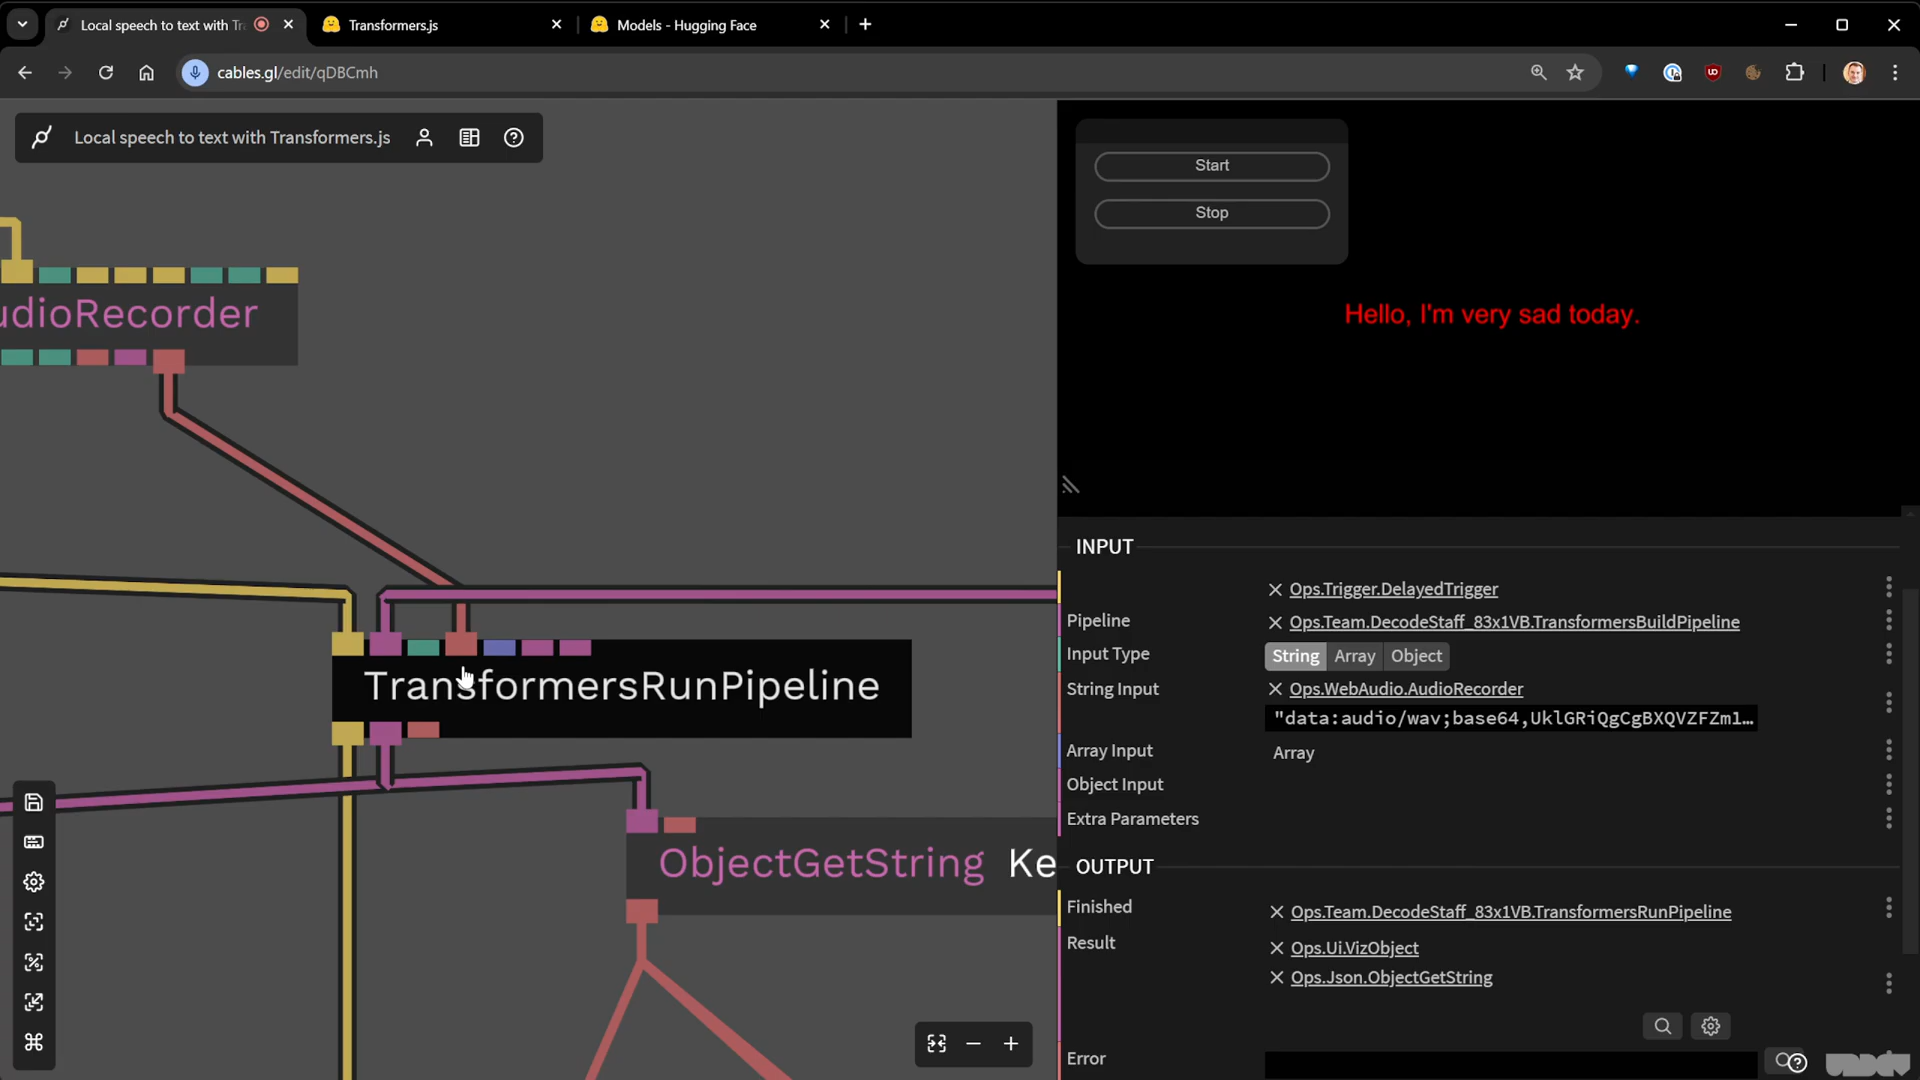 Local speech to text with Tr
Transformers.js
Models - Hugging Face
cables.gl/edit/qDBCmh
Local speech to text with Transformers.js
Start
Stop
Hello, I'm very sad today.
udioRecorder
TransformersRunPipeline
ObjectGetString Ke
INPUT
Ops.Trigger.DelayedTrigger
Pipeline
Ops.Team.DecodeStaff_83x1VB.TransformersBuildPipeline
Input Type
String Array Object
String Input
Ops.WebAudio.AudioRecorder
"data:audio/wav;base64,UklGRiQgCgBXQVZFZm1…
Array Input
Array
Object Input
Extra Parameters
OUTPUT
Finished
Ops.Team.DecodeStaff_83x1VB.TransformersRunPipeline
Result
Ops.Ui.VizObject
Ops.Json.ObjectGetString
Error